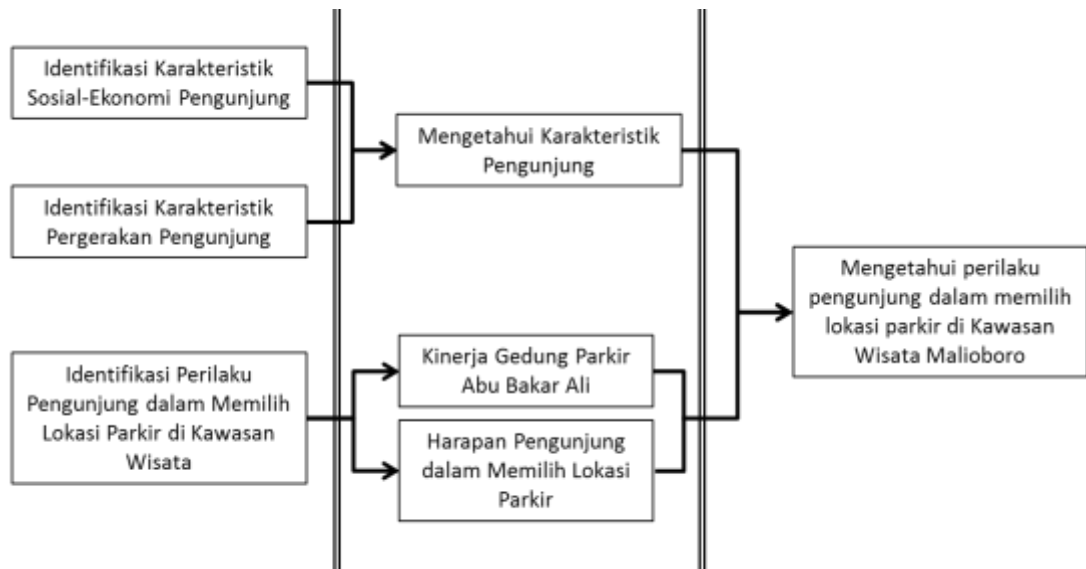 Identifikasi Karakteristik
Sosial-Ekonomi Pengunjung
Identifikasi Karakteristik
Pergerakan Pengunjung
Identifikasi Perilaku
Pengunjung dalam Memilih
Lokasi Parkir di Kawasan
Wisata
Mengetahui Karakteristik
Pengunjung
Kinerja Gedung Parkir
Abu Bakar Ali
Harapan Pengunjung
dalam Memilih Lokasi
Parkir
Mengetahui perilaku
pengunjung dalam memilih
lokasi parkir di Kawasan
Wisata Malioboro